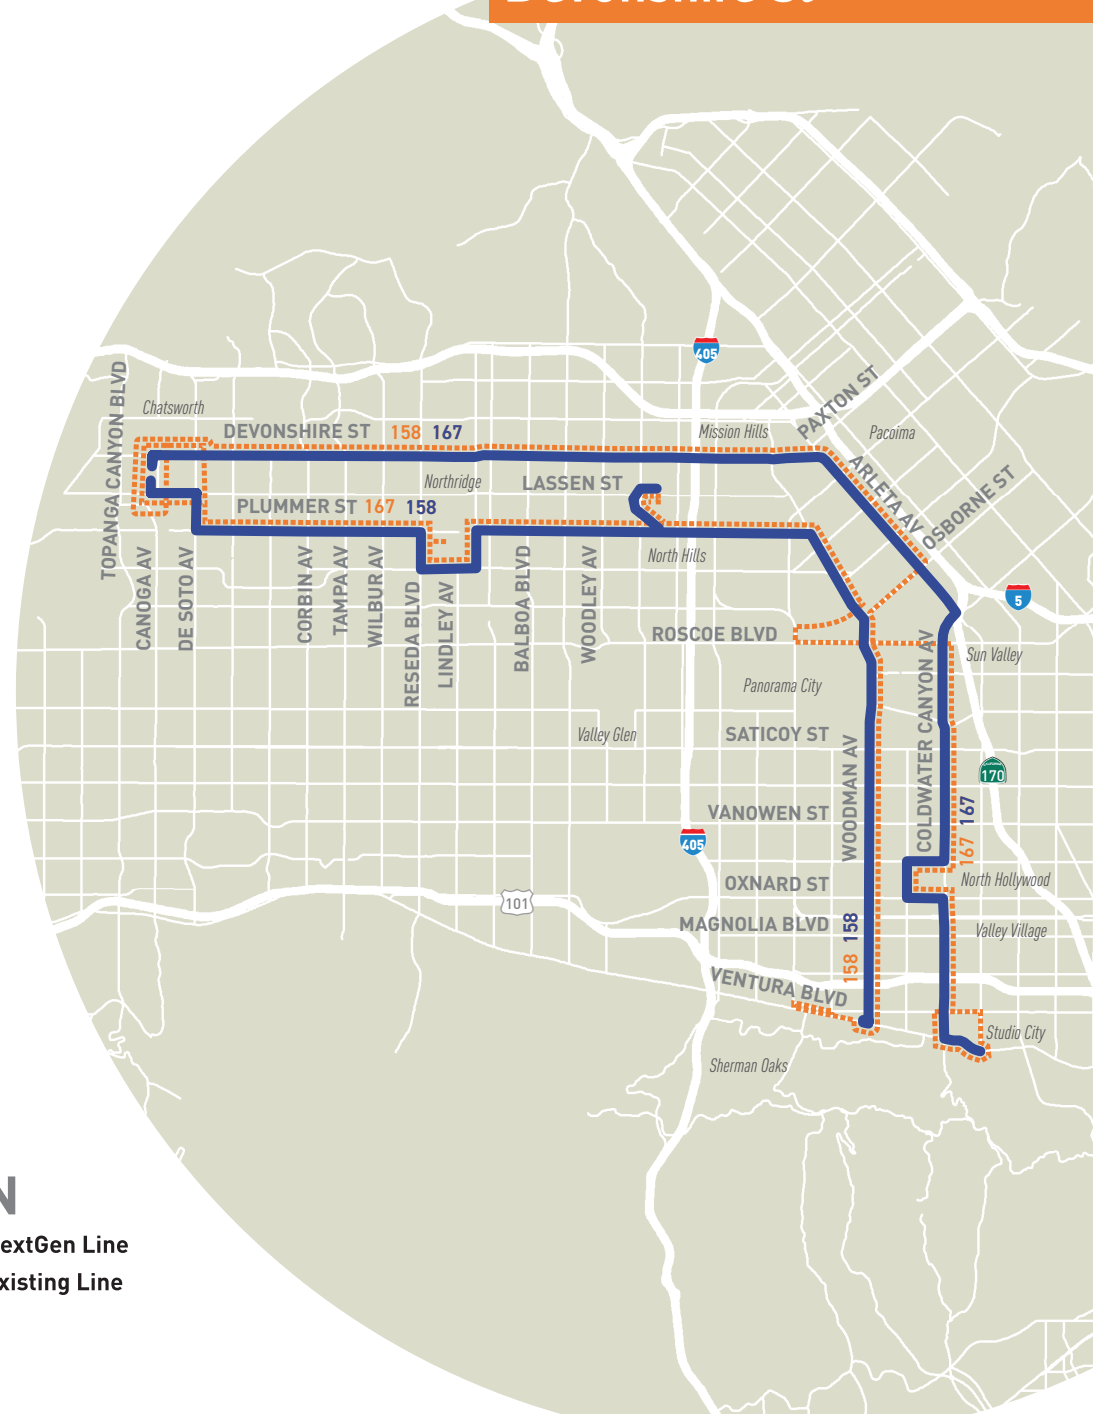 405
PAXTON ST
TOPANGA CANYON BLVD
Chatsworth
DEVONSHIRE ST 158 167
Mission Hills
Pacoima
ARLETA AV
OSBORNE ST
Northridge
LASSEN ST
PLUMMER ST 167 158
North Hills
CANOGA AV
DE SOTO AV
CORBIN AV
TAMPA AV
WILBUR AV
RESEDA BLVD
LINDLEY AV
BALBOA BLVD
WOODLEY AV
5
ROSCOE BLVD
Sun Valley
Panorama City
Valley Glen
SATICOY ST
WOODMAN AV
COLDWATER CANYON AV
CALIFORNIA
170
VANOWEN ST
167 167
405
OXNARD ST
North Hollywood
101
MAGNOLIA BLVD
158 158
Valley Village
VENTURA BLVD
Studio City
Sherman Oaks
N
extGen Line
xisting Line